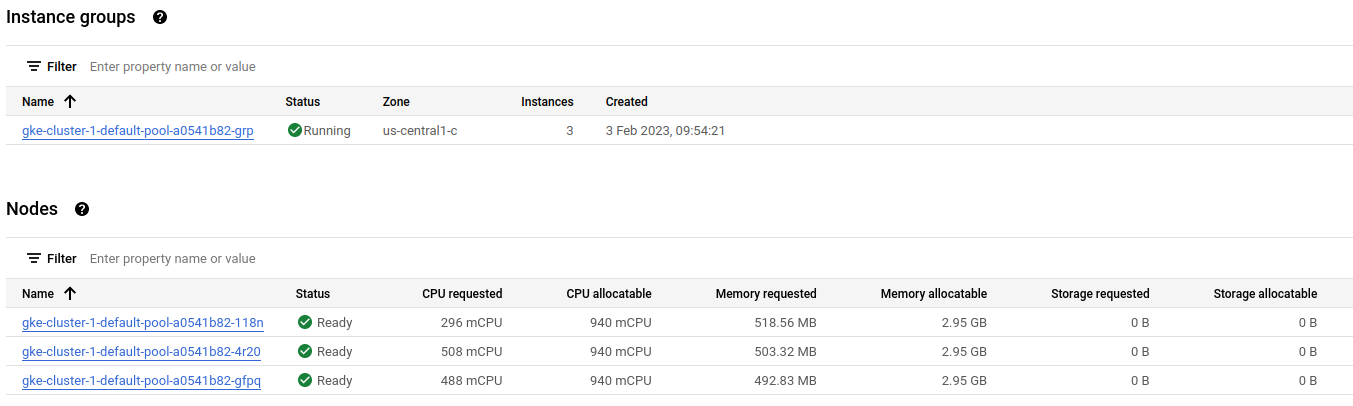 Instance groups
Filter Enter property name or value
Name Status Zone Instances Created
gke-cluster-1-default-pool-a0541b82-grp Running us-central1-c 3 3 Feb 2023, 09:54:21
Nodes
Filter Enter property name or value
Name Status CPU requested CPU allocatable Memory requested Memory allocatable Storage requested Storage allocatable
gke-cluster-1-default-pool-a0541b82-118n Ready 296 mCPU 940 mCPU 518.56 MB 2.95 GB 0 B 0 B
gke-cluster-1-default-pool-a0541b82-4r20 Ready 508 mCPU 940 mCPU 503.32 MB 2.95 GB 0 B 0 B
gke-cluster-1-default-pool-a0541b82-gfpq Ready 488 mCPU 940 mCPU 492.83 MB 2.95 GB 0 B 0 B